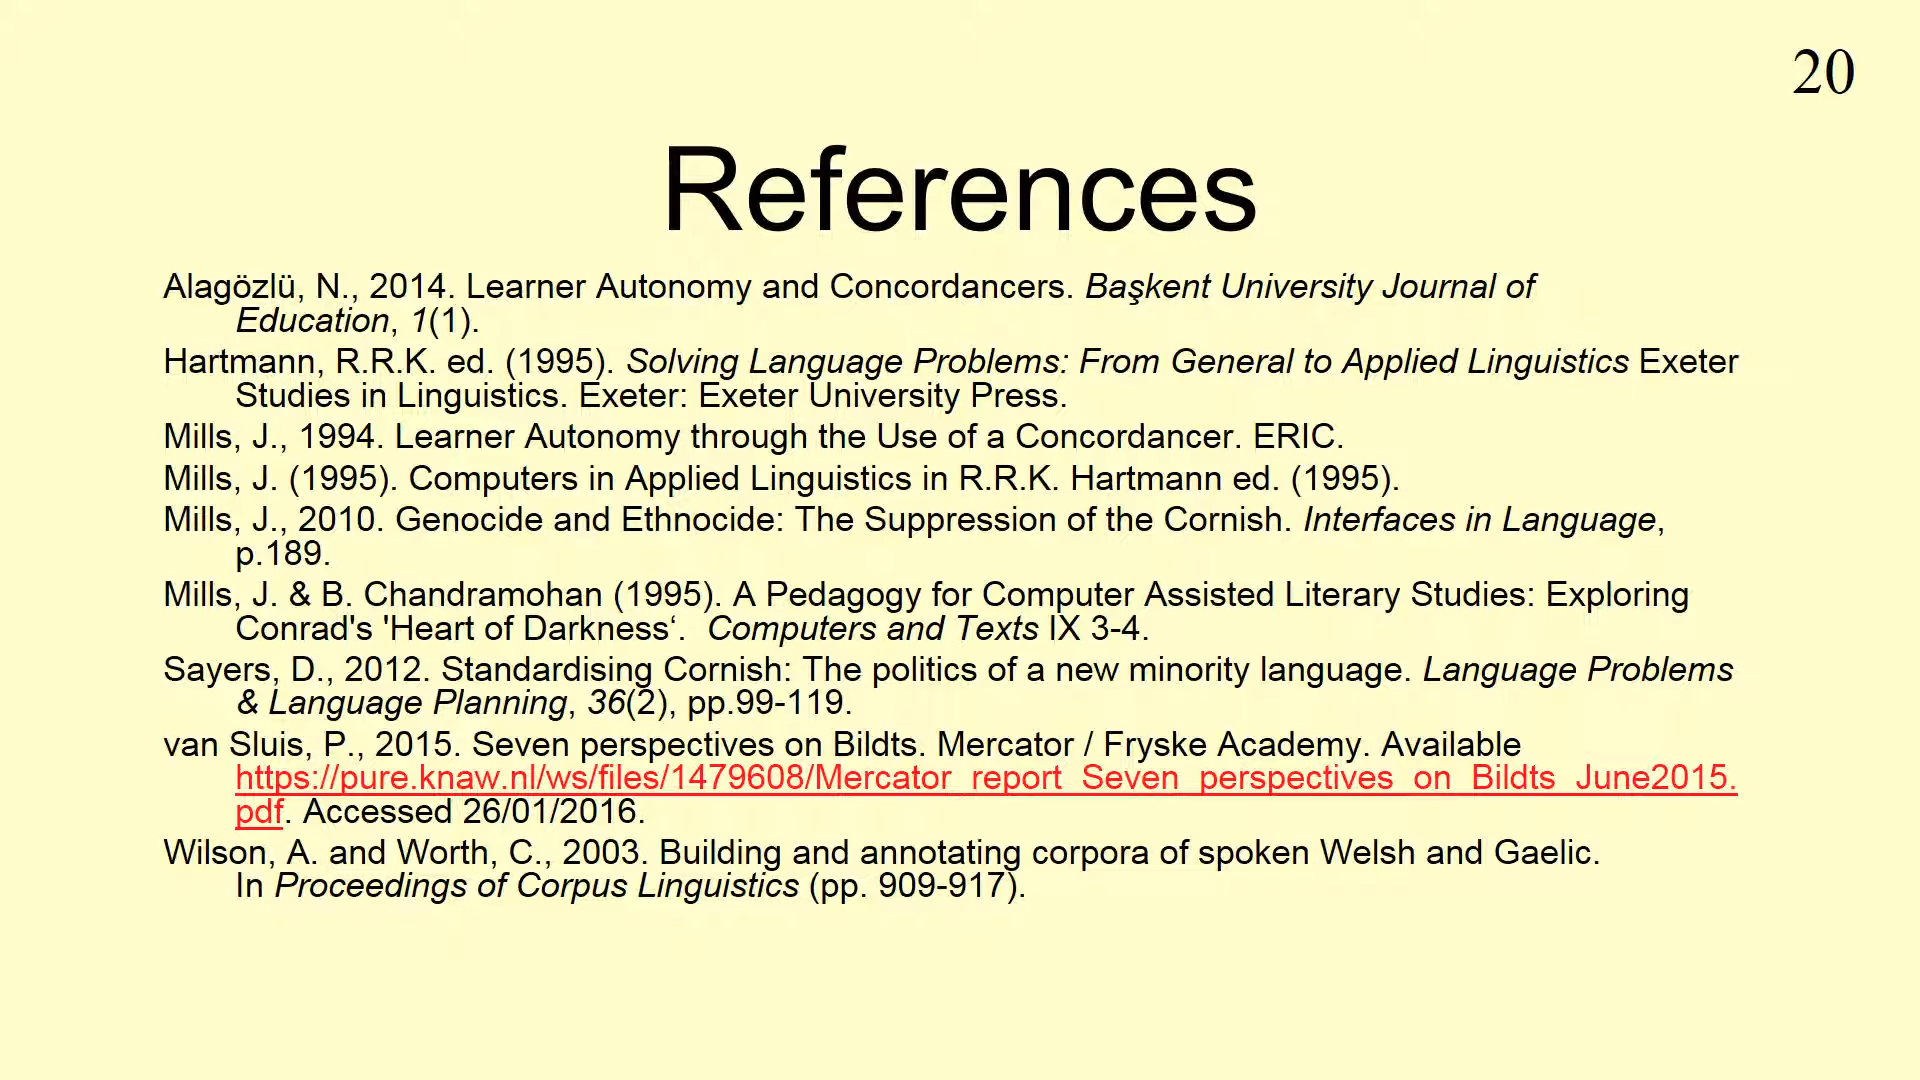 20
References
Alagözlü, N., 2014. Learner Autonomy and Concordancers. Başkent University Journal of
Education, 1(1).
Hartmann, R.R.K. ed. (1995). Solving Language Problems: From General to Applied Linguistics Exeter
Studies in Linguistics. Exeter: Exeter University Press.
Mills, J., 1994. Learner Autonomy through the Use of a Concordancer. ERIC.
Mills, J. (1995). Computers in Applied Linguistics in R.R.K. Hartmann ed. (1995).
Mills, J., 2010. Genocide and Ethnocide: The Suppression of the Cornish. Interfaces in Language,
p.189.
Mills, J. & B. Chandramohan (1995). A Pedagogy for Computer Assisted Literary Studies: Exploring
Conrad's 'Heart of Darkness‘. Computers and Texts IX 3-4.
Sayers, D., 2012. Standardising Cornish: The politics of a new minority language. Language Problems
& Language Planning, 36(2), pp.99-119.
van Sluis, P., 2015. Seven perspectives on Bildts. Mercator / Fryske Academy. Available
https://pure.knaw.nl/ws/files/1479608/Mercator_report_Seven_perspectives_on_Bildts_June2015.
pdf. Accessed 26/01/2016.
Wilson, A. and Worth, C., 2003. Building and annotating corpora of spoken Welsh and Gaelic.
In Proceedings of Corpus Linguistics (pp. 909-917).